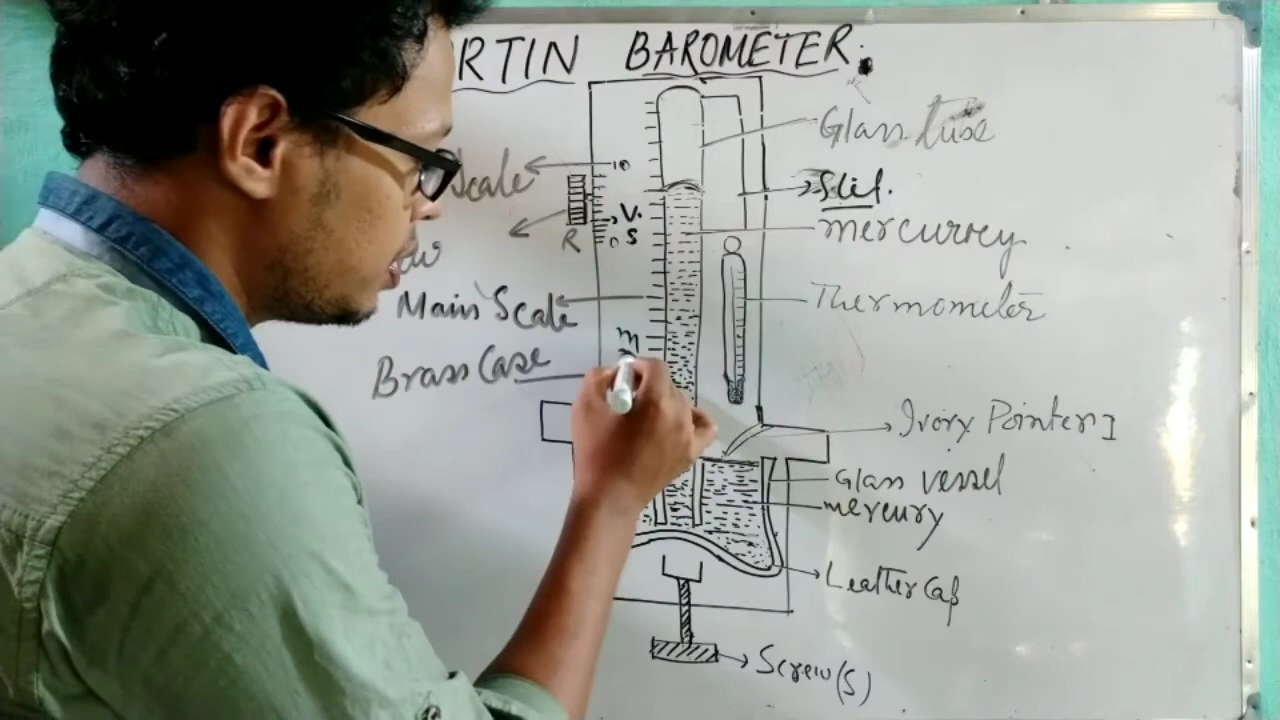 RTIN BAROMETER.
Glass tube
10
Scale
Slit.
V.
S
0
R
mercurrey
Main Scale
Thermometer
m
Brass Case
Ivory Pointer I
Glass vessel
mercury
Leather Cap
Screw(S)